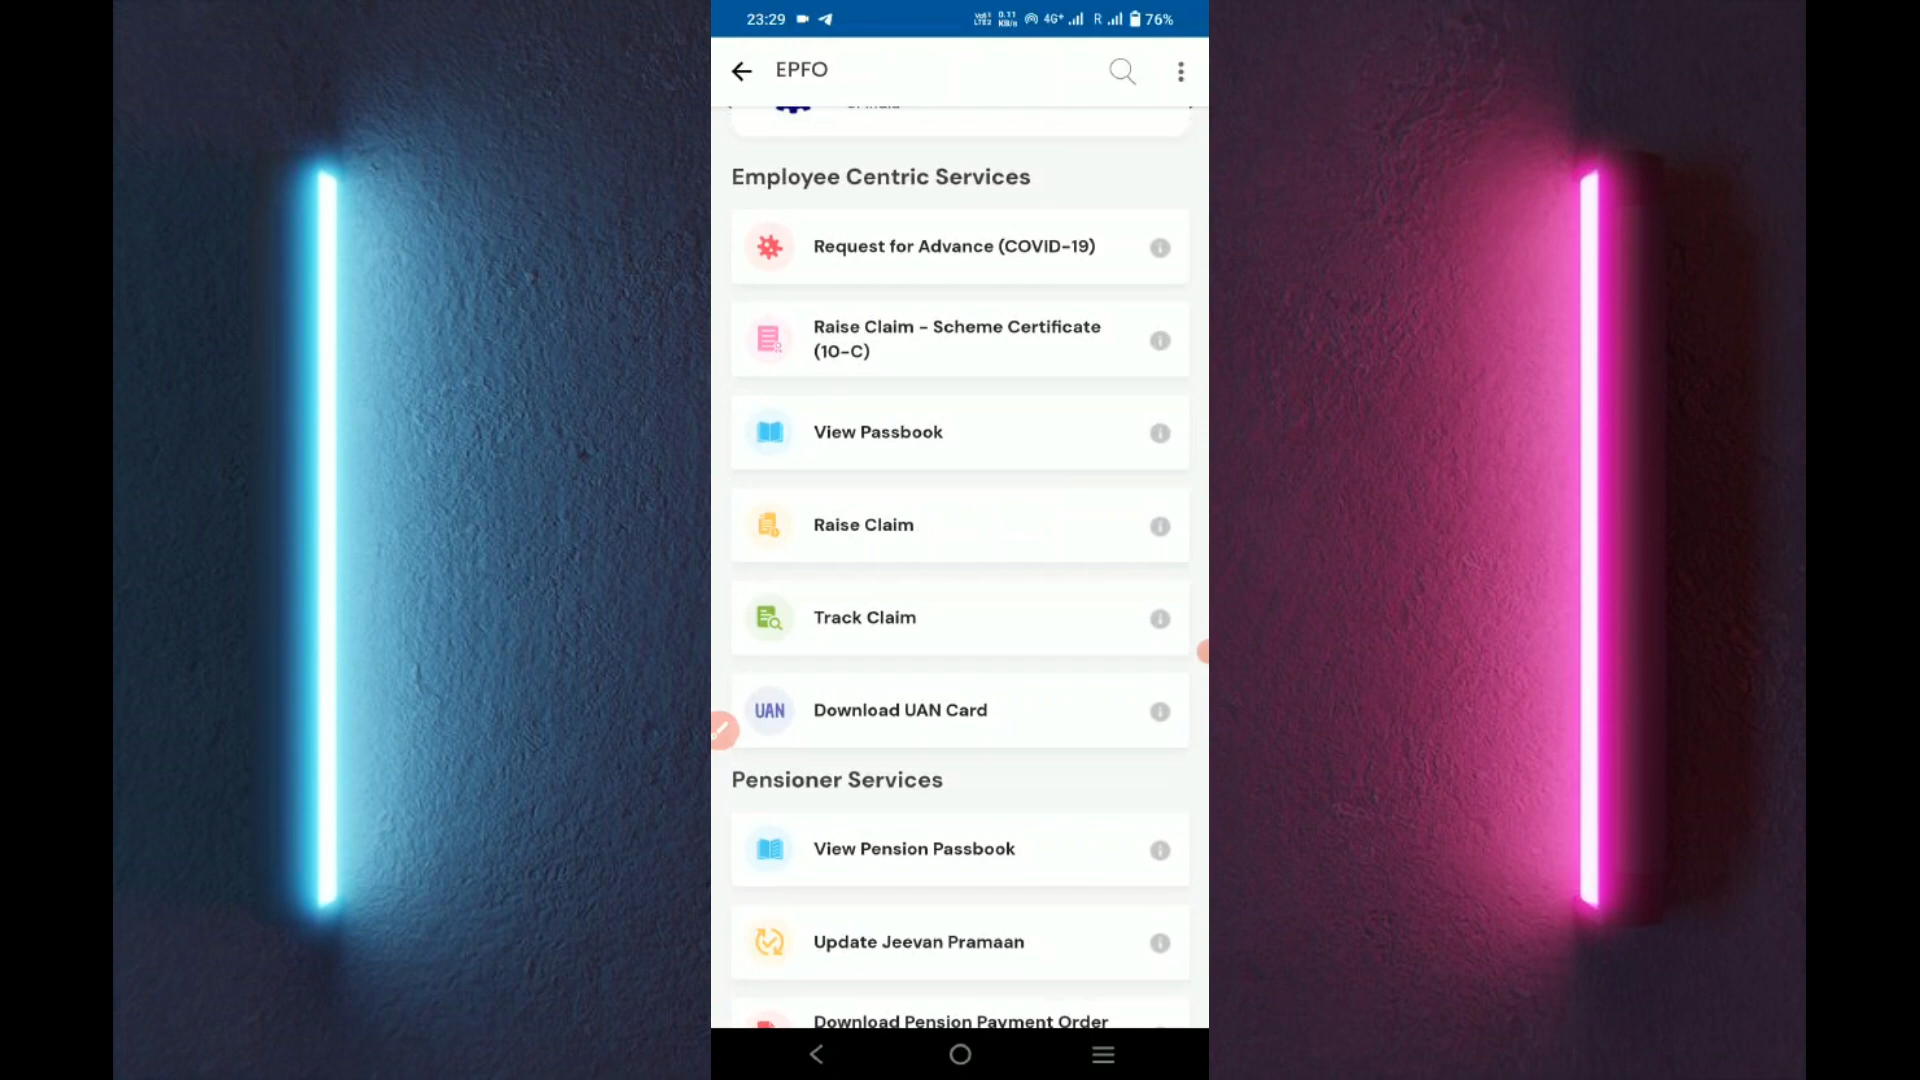 23:29
4G+ R 76%
EPFO
Employee Centric Services
Request for Advance (COVID-19)
Raise Claim - Scheme Certificate
(10-C)
View Passbook
Raise Claim
Track Claim
UAN Download UAN Card
Pensioner Services
View Pension Passbook
Update Jeevan Pramaan
Download Pension Payment Order